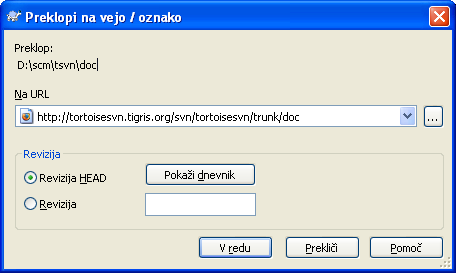 Preklopi na vejo / oznako
Preklop:
D:\scm\tsvn\doc
Na URL
http://tortoisesvn.tigris.org/svn/tortoisesvn/trunk/doc
...
Revizija
Revizija HEAD
Pokaži dnevnik
Revizija
V redu
Prekliči
Pomoč